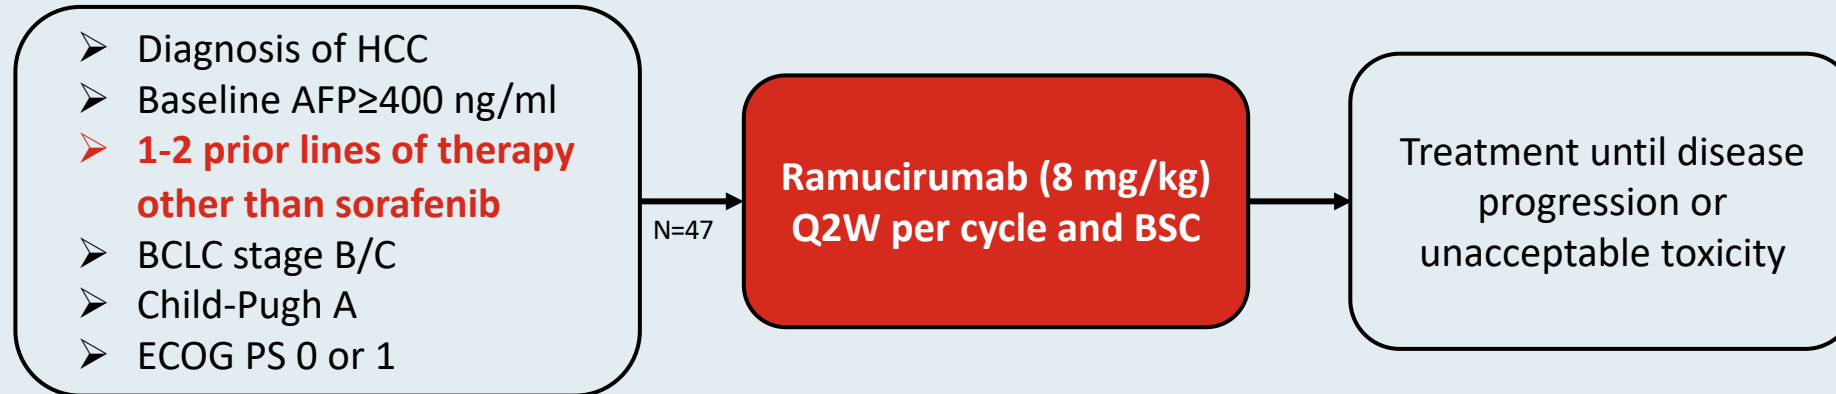 ➢ Diagnosis of HCC
➢ Baseline AFP≥400 ng/ml
➢ 1-2 prior lines of therapy
other than sorafenib
➢ BCLC stage B/C
➢ Child-Pugh A
➢ ECOG PS 0 or 1
N=47
Ramucirumab (8 mg/kg)
Q2W per cycle and BSC
Treatment until disease
progression or
unacceptable toxicity